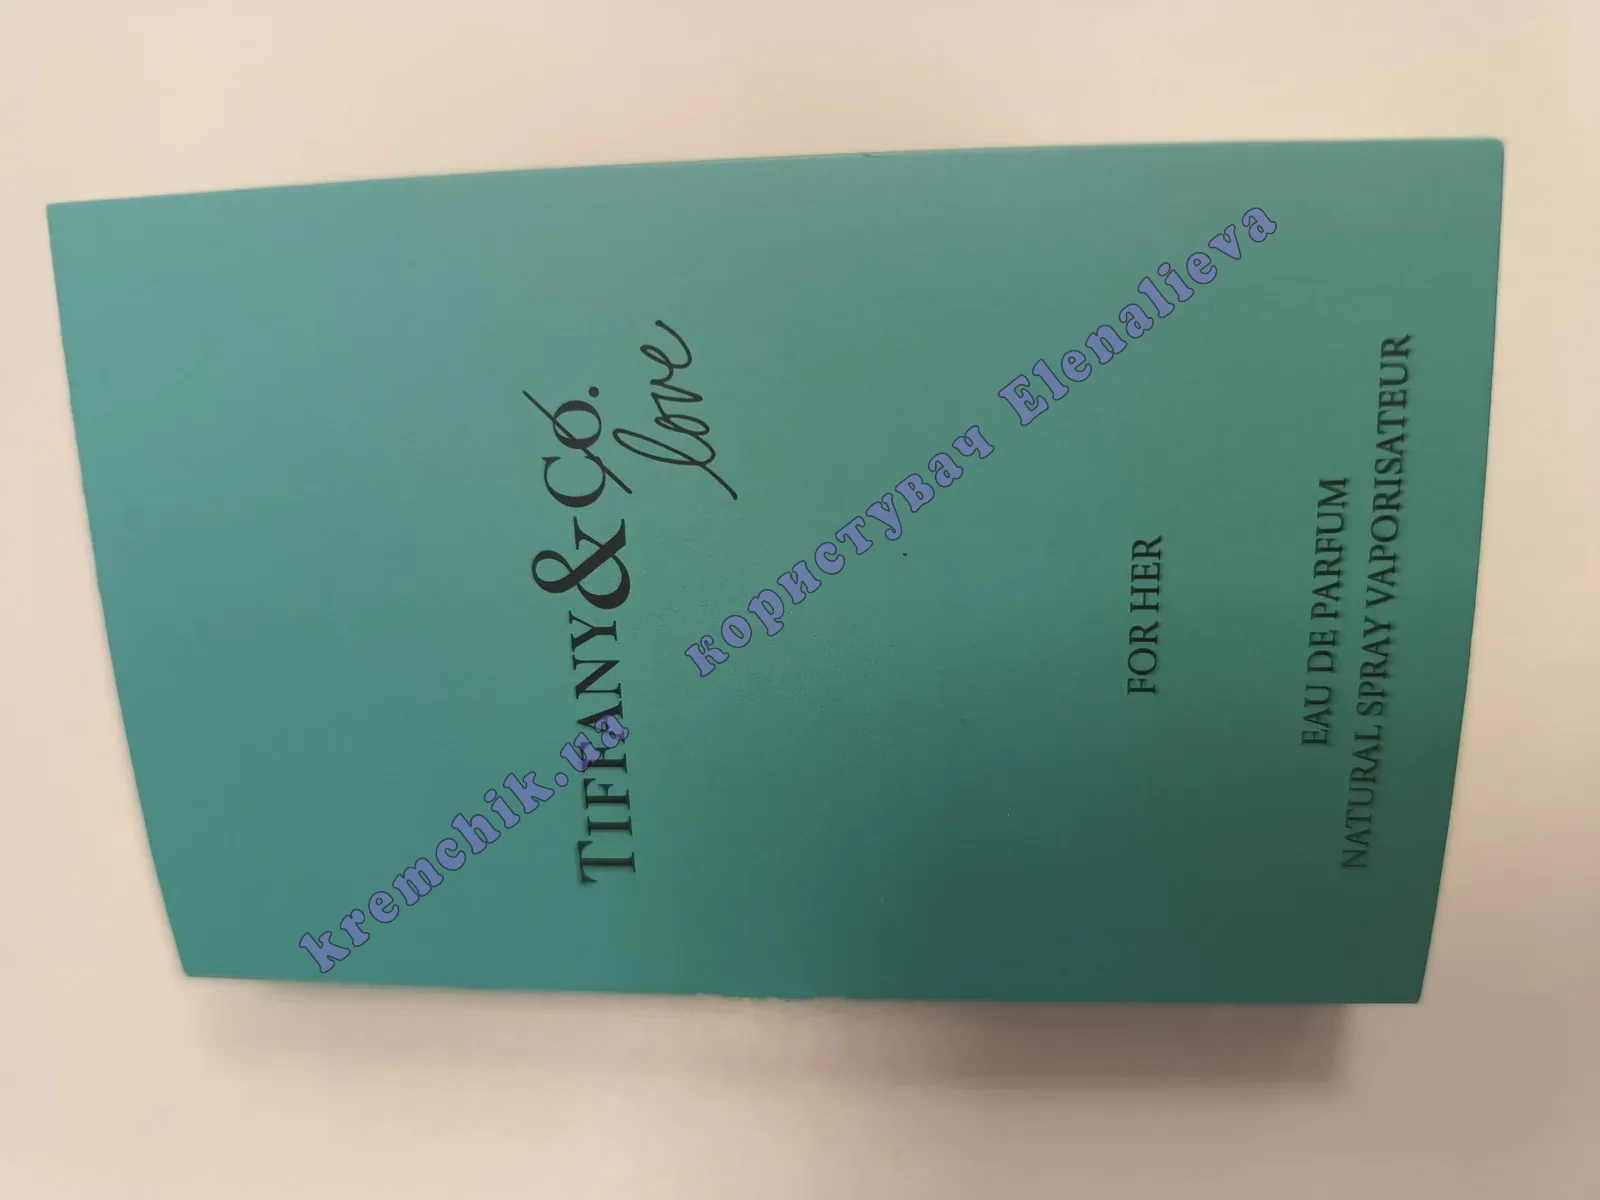 TIFFANY & Co.
love
FOR HER
EAU DE PARFUM
NATURAL SPRAY VAPORISATEUR
kremchik.ua
користувач Elenalieva